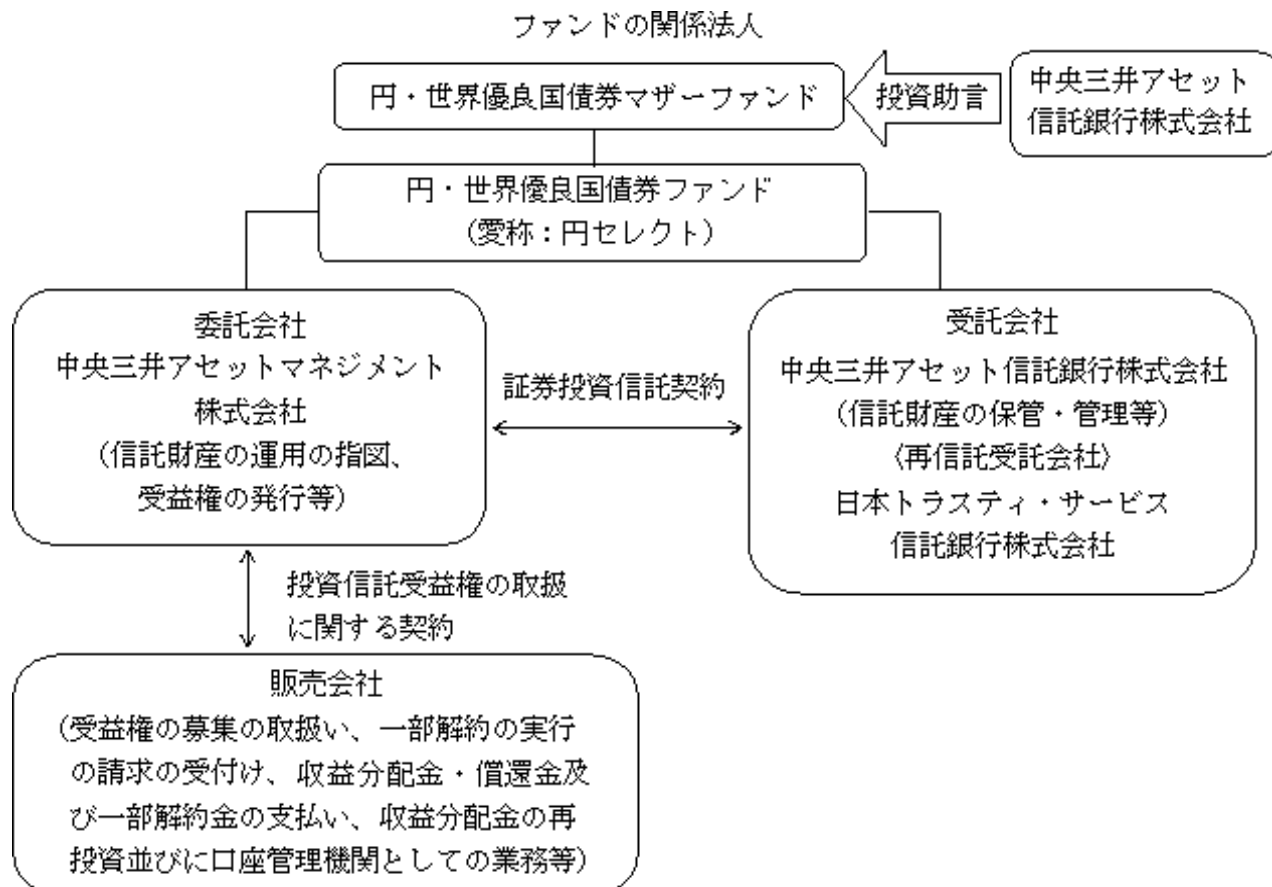 ファンドの関係法人
円・世界優良国債券マザーファンド
投資助言
中央三井アセット
信託銀行株式会社
円・世界優良国債券ファンド
(愛称：円セレクト)
委託会社
中央三井アセットマネジメント
株式会社
(信託財産の運用の指図、
受益権の発行等)
証券投資信託契約
受託会社
中央三井アセット信託銀行株式会社
(信託財産の保管・管理等)
〈再信託受託会社〉
日本トラスティ・サービス
信託銀行株式会社
投資信託受益権の取扱
に関する契約
販売会社
(受益権の募集の取扱い、一部解約の実行
の請求の受付け、収益分配金・償還金及
び一部解約金の支払い、収益分配金の再
投資並びに口座管理機関としての業務等)